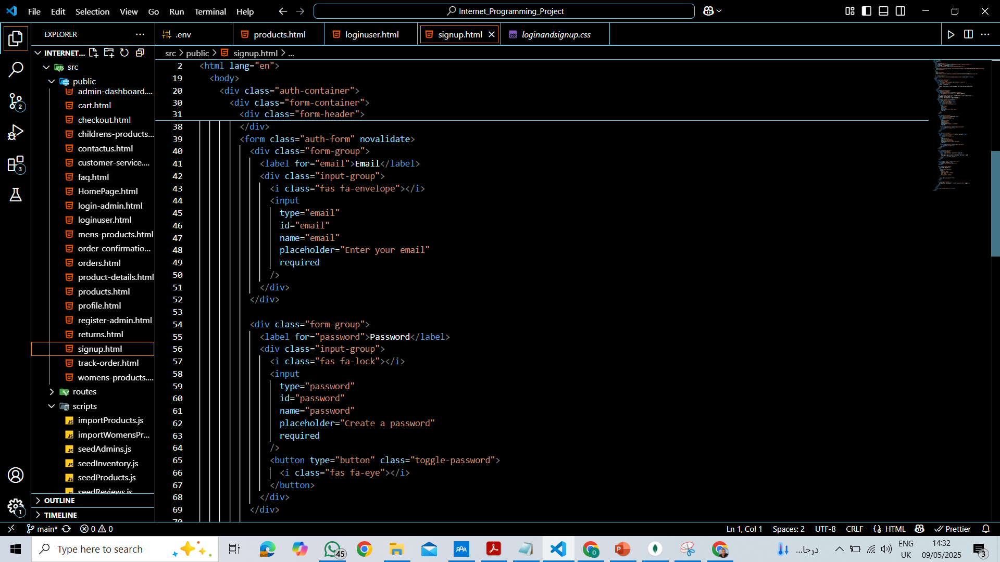 File Edit Selection View Go Run Terminal Help
Internet_Programming_Project
EXPLORER
.env
products.html
loginuser.html
signup.html
loginandsignup.css
INTERNET...
src
public
admin-dashboard....
cart.html
checkout.html
childrens-products...
contactus.html
customer-service....
faq.html
HomePage.html
login-admin.html
loginuser.html
mens-products.html
order-confirmatio...
orders.html
product-details.html
products.html
profile.html
register-admin.html
returns.html
signup.html
track-order.html
womens-products....
routes
scripts
importProducts.js
importWomensPr...
seedAdmins.js
seedInventory.js
seedProducts.js
seedReviews.js
OUTLINE
TIMELINE
2
3
1
src > public > signup.html > ...
2 <html lang="en">
19 <body>
20 <div class="auth-container">
30 <div class="form-container">
31 <div class="form-header">
38 </div>
39 <form class="auth-form" novalidate>
40 <div class="form-group">
41 <label for="email">Email</label>
42 <div class="input-group">
43 <i class="fas fa-envelope"></i>
44 <input
45 type="email"
46 id="email"
47 name="email"
48 placeholder="Enter your email"
49 required
50 />
51 </div>
52 </div>
53
54 <div class="form-group">
55 <label for="password">Password</label>
56 <div class="input-group">
57 <i class="fas fa-lock"></i>
58 <input
59 type="password"
60 id="password"
61 name="password"
62 placeholder="Create a password"
63 required
64 />
65 <button type="button" class="toggle-password">
66 <i class="fas fa-eye"></i>
67 </button>
68 </div>
69 </div>
70
main* 0 0
Ln 1, Col 1 Spaces: 2 UTF-8 CRLF HTML Prettier
Type here to search
45
درجا...
ENG
UK
14:32
09/05/2025
3